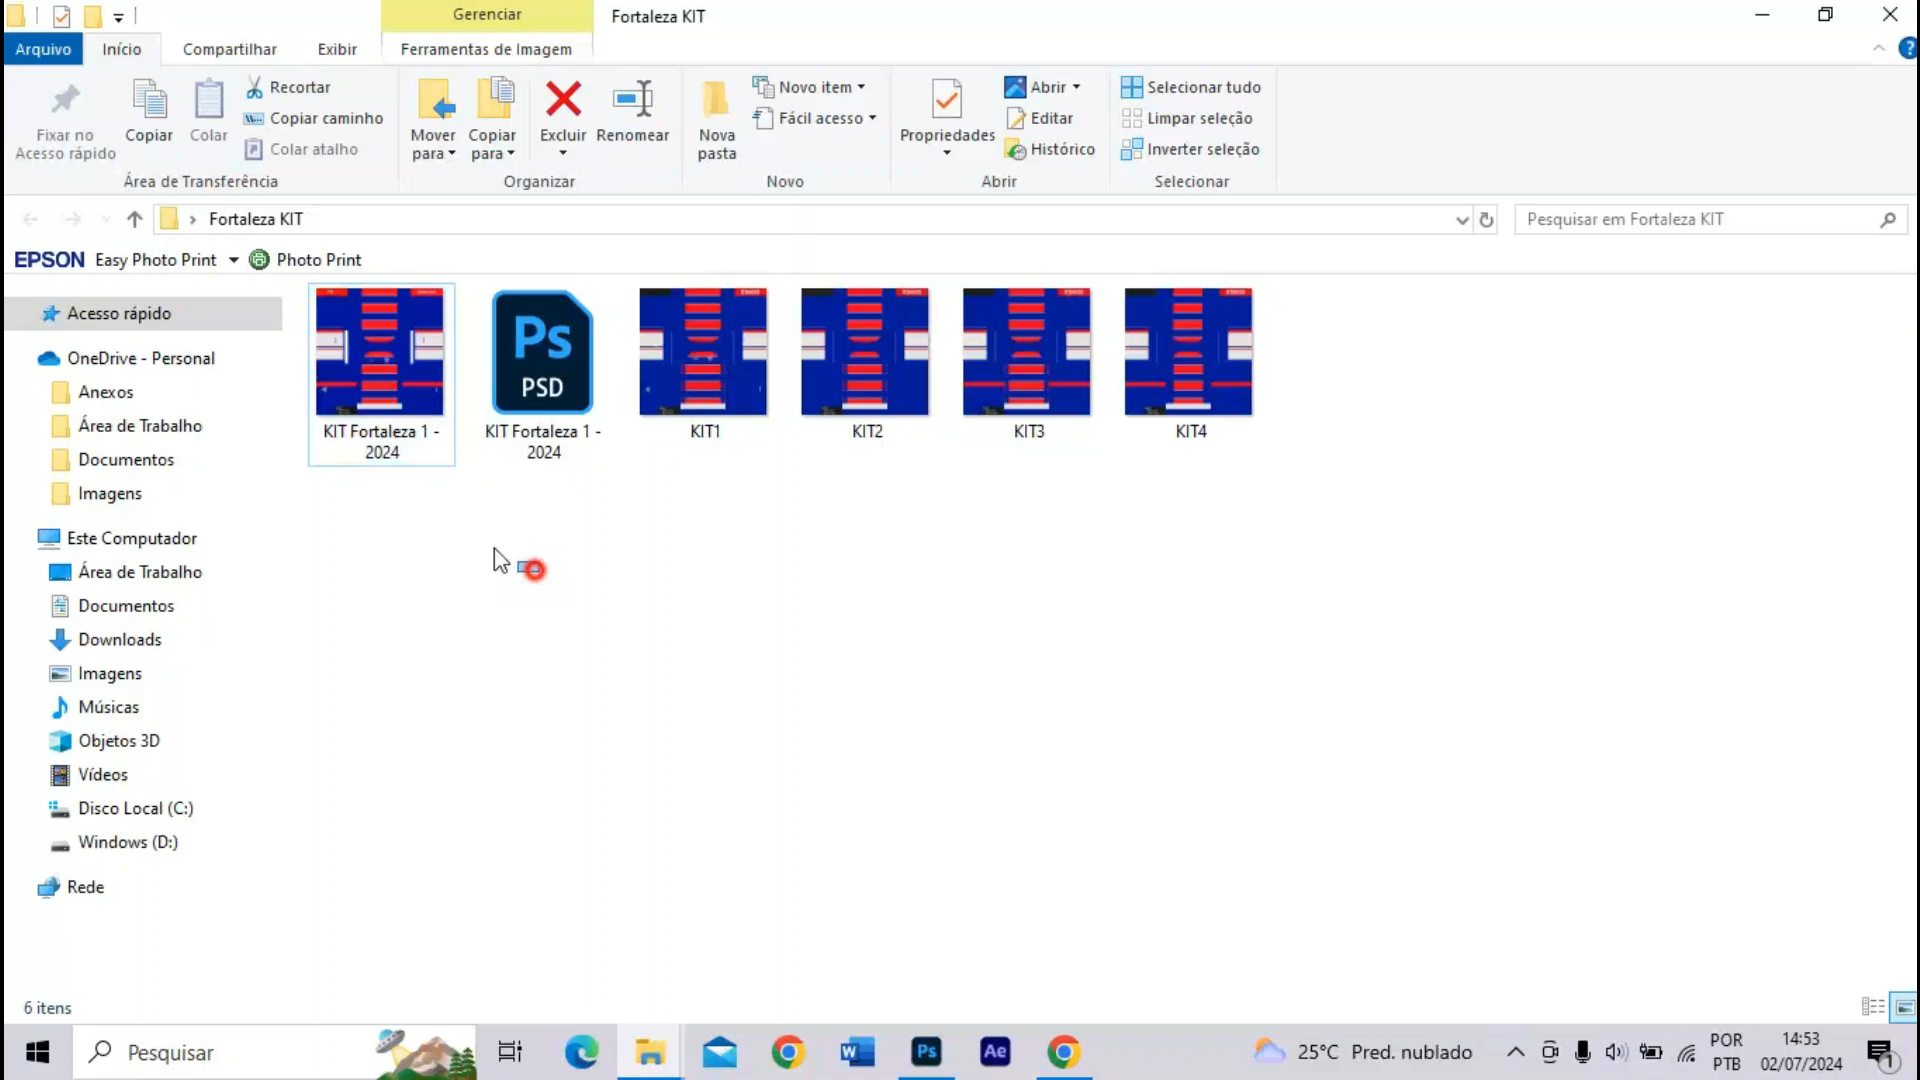 Gerenciar
Fortaleza KIT
Arquivo
Início
Compartilhar
Exibir
Ferramentas de Imagem
?
Fixar no
Acesso rápido
Copiar
Colar
Recortar
Copiar caminho
Colar atalho
Área de Transferência
Mover
para
Copiar
para
Excluir
Renomear
Organizar
Nova
pasta
Novo item
Fácil acesso
Novo
Propriedades
Abrir
Editar
Histórico
Abrir
Selecionar tudo
Limpar seleção
Inverter seleção
Selecionar
Fortaleza KIT
Pesquisar em Fortaleza KIT
EPSON Easy Photo Print
Photo Print
Acesso rápido
OneDrive - Personal
Anexos
Área de Trabalho
Documentos
Imagens
Este Computador
Área de Trabalho
Documentos
Downloads
Imagens
Músicas
Objetos 3D
Vídeos
Disco Local (C:)
Windows (D:)
Rede
KIT Fortaleza 1 -
2024
Ps
PSD
KIT Fortaleza 1 -
2024
KIT1
KIT2
KIT3
KIT4
6 itens
Pesquisar
W
Ps
Ae
25°C Pred. nublado
POR
PTB
14:53
02/07/2024
1